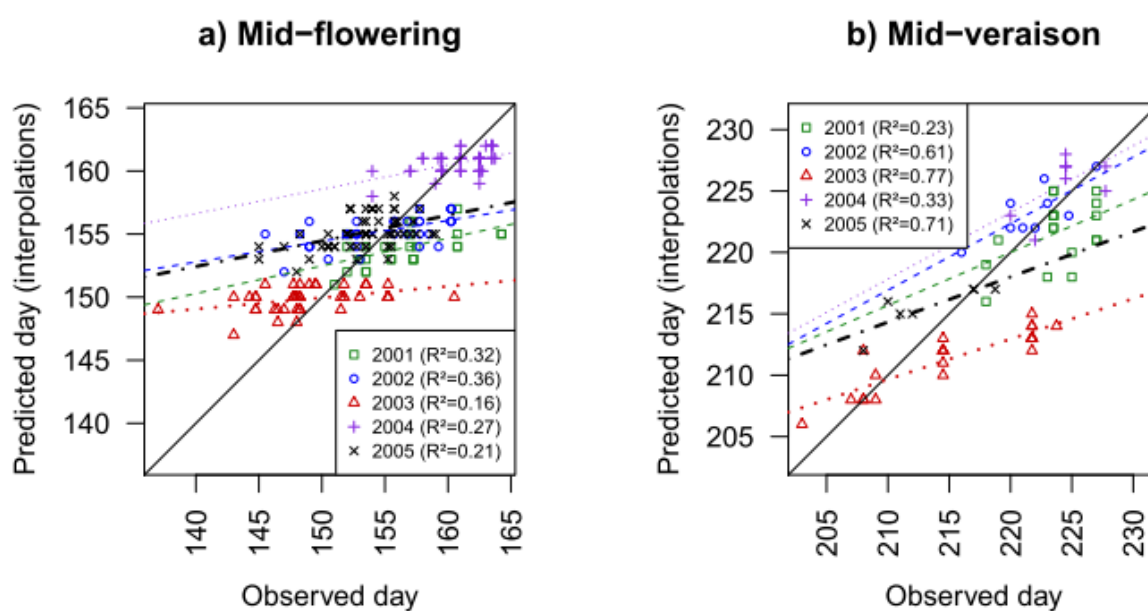 a) Mid−flowering
Predicted day (interpolations)
165
160
155
150
145
140
2001 (R²=0.32)
2002 (R²=0.36)
2003 (R²=0.16)
2004 (R²=0.27)
2005 (R²=0.21)
140
145
150
155
160
165
Observed day
b) Mid−veraison
Predicted day (interpolations)
230
225
220
215
210
205
2001 (R²=0.23)
2002 (R²=0.61)
2003 (R²=0.77)
2004 (R²=0.33)
2005 (R²=0.71)
205
210
215
220
225
230
Observed day